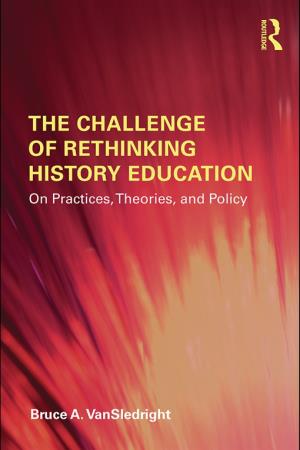 ROUTLEDGE
THE CHALLENGE
OF RETHINKING
HISTORY EDUCATION
On Practices, Theories, and Policy
Bruce A. VanSledright